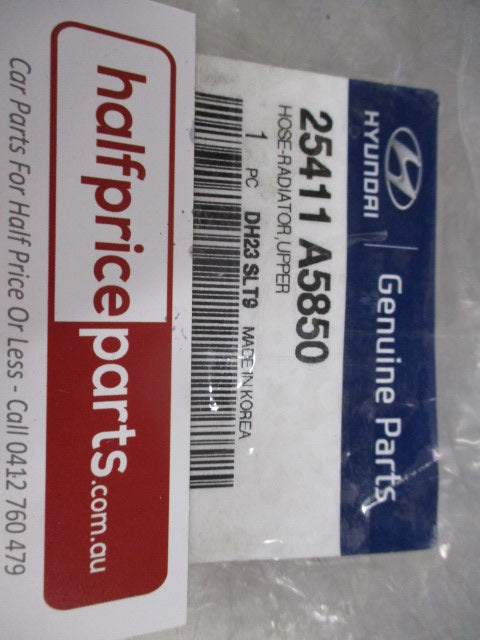 HYUNDAI | Genuine Parts
25411 A5850
HOSE-RADIATOR,UPPER
1 PC DH23 SLT9 MADE IN KOREA
halfpriceparts.com.au
Car Parts For Half Price Or Less - Call 0412 760 479